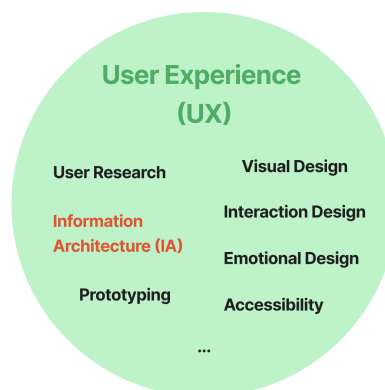 User Experience
(UX)
User Research
Information
Architecture (IA)
Prototyping
Visual Design
Interaction Design
Emotional Design
Accessibility
...